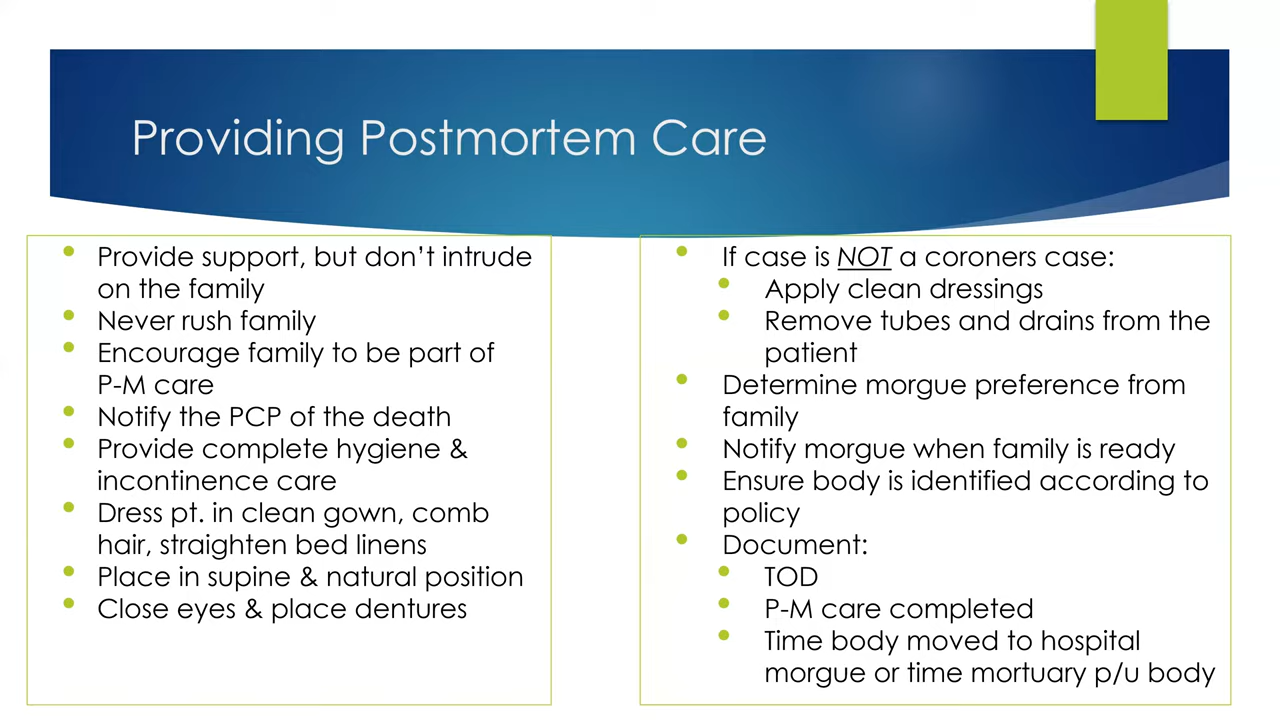 Providing Postmortem Care
• Provide support, but don’t intrude
on the family
• Never rush family
• Encourage family to be part of
P-M care
• Notify the PCP of the death
• Provide complete hygiene &
incontinence care
• Dress pt. in clean gown, comb
hair, straighten bed linens
• Place in supine & natural position
• Close eyes & place dentures
• If case is NOT a coroners case:
• Apply clean dressings
• Remove tubes and drains from the
patient
• Determine morgue preference from
family
• Notify morgue when family is ready
• Ensure body is identified according to
policy
• Document:
• TOD
• P-M care completed
• Time body moved to hospital
morgue or time mortuary p/u body